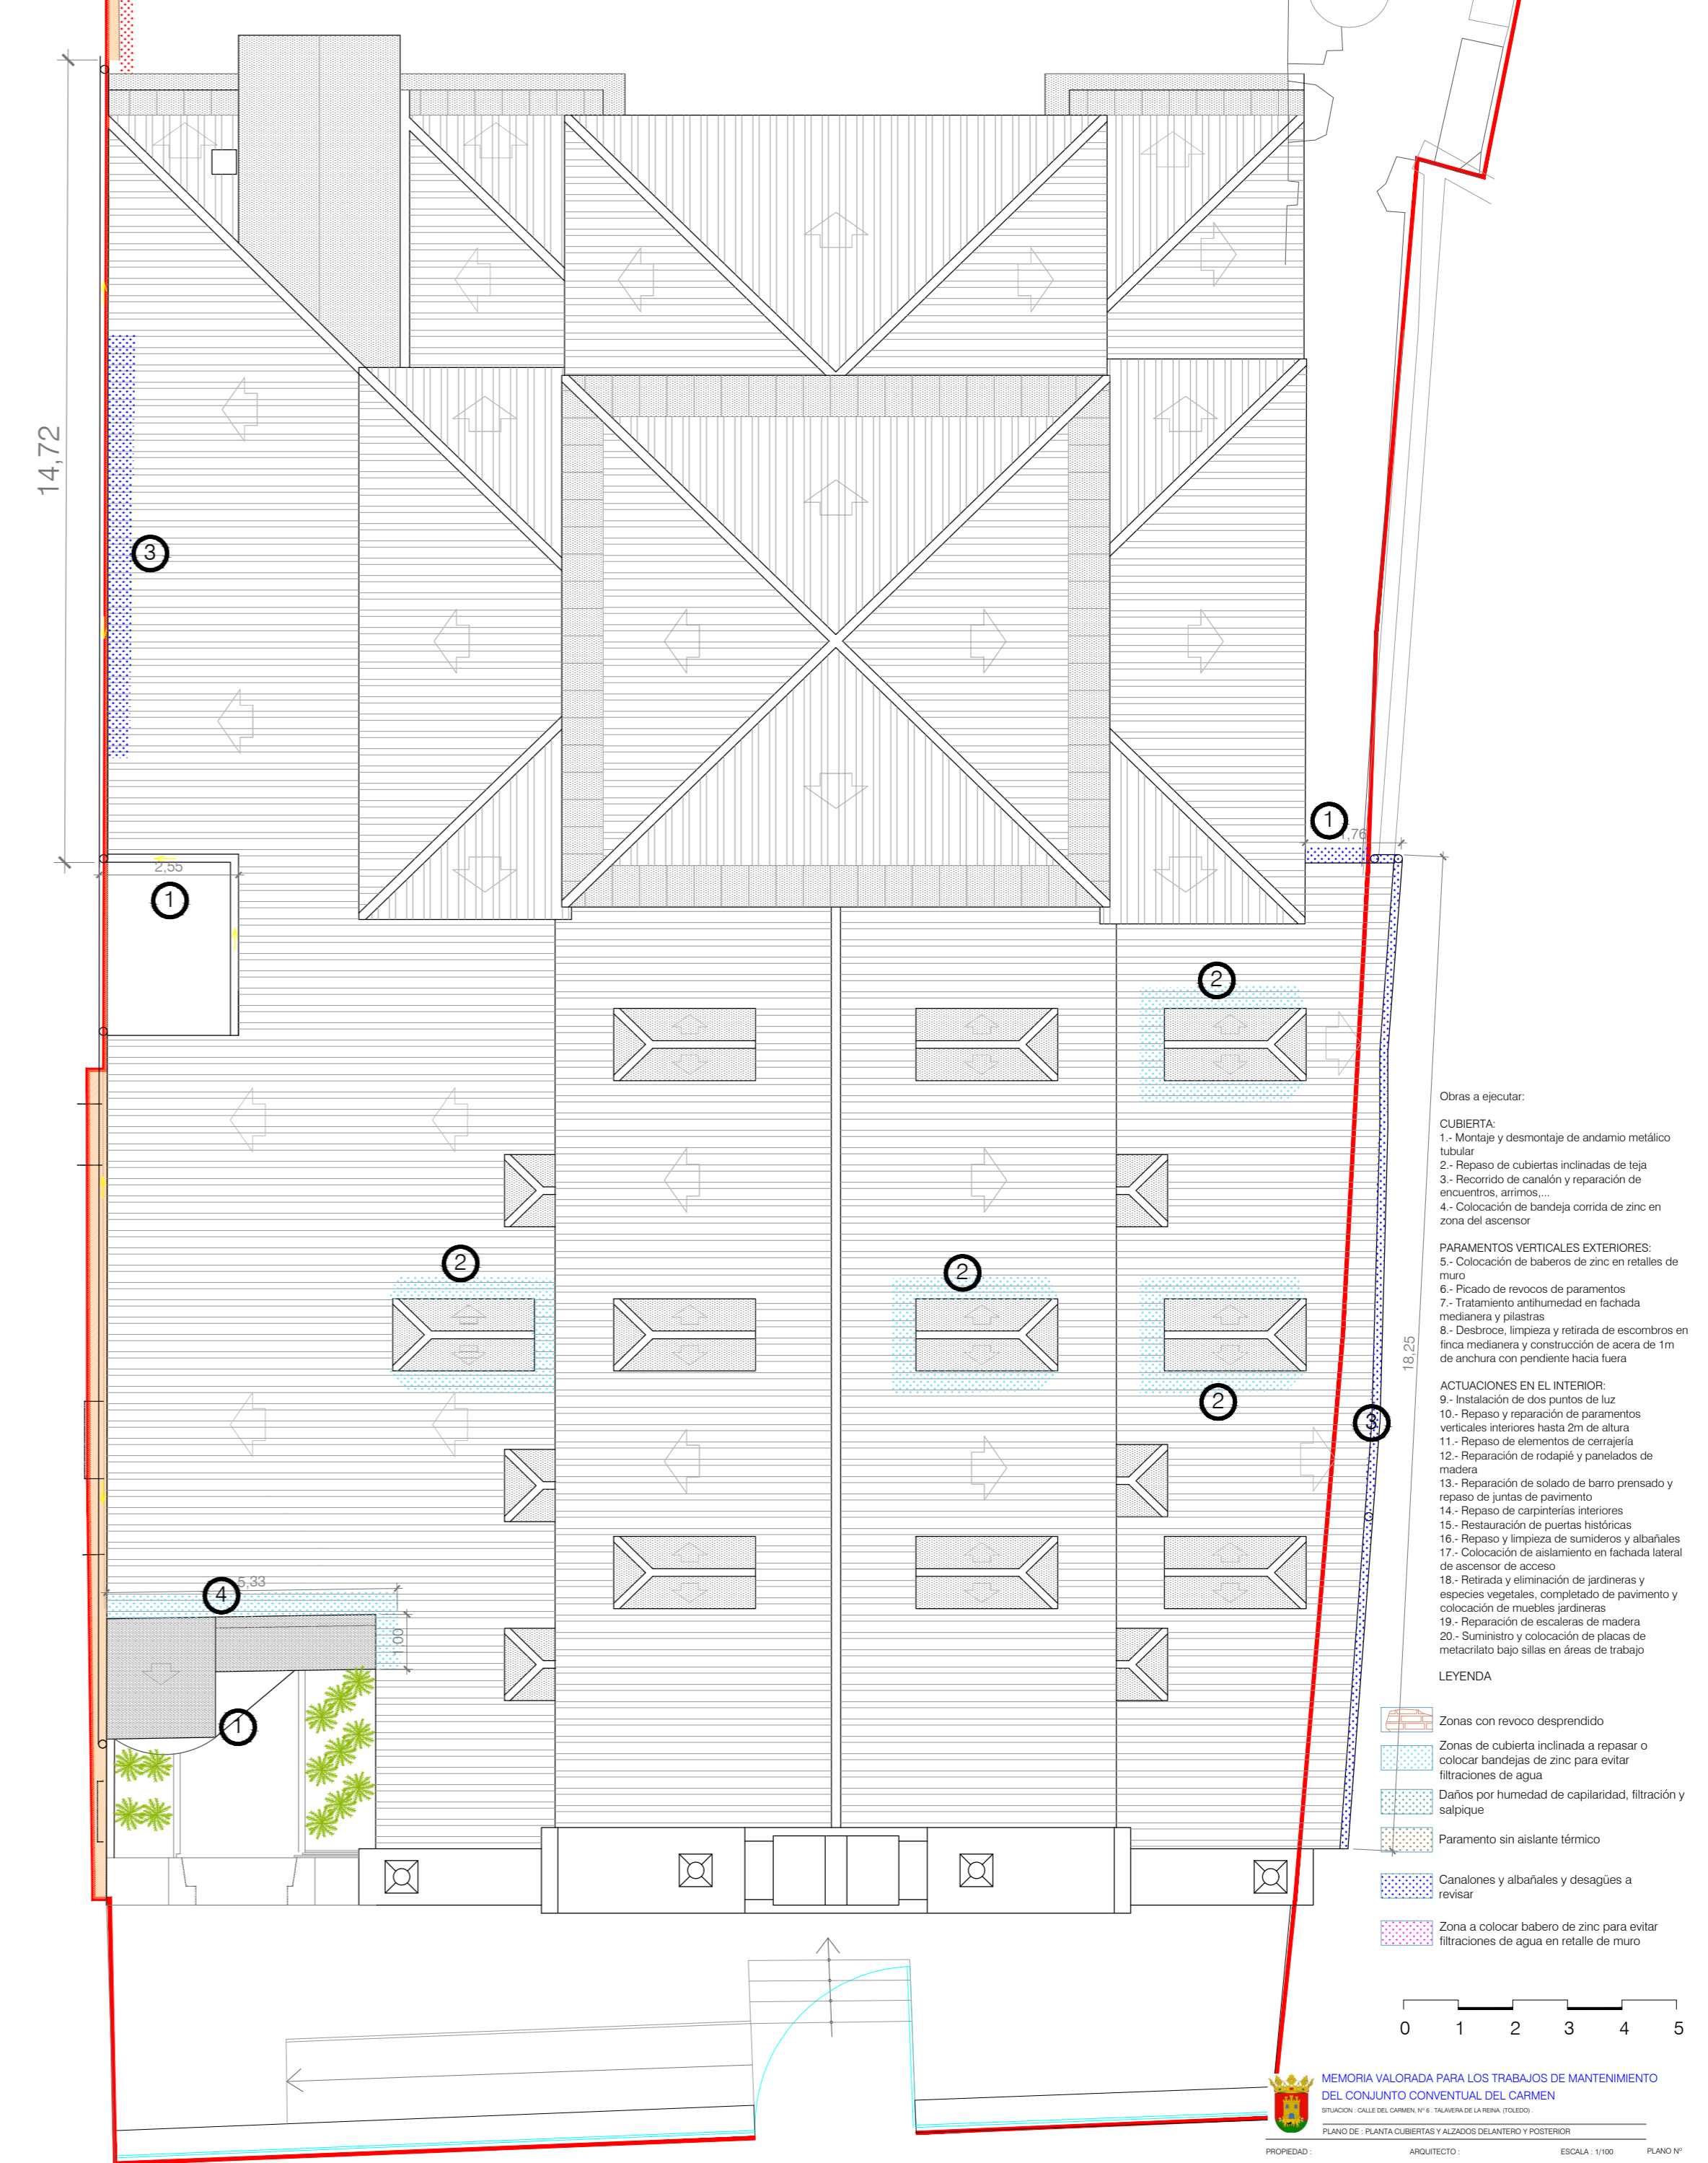 14,72
3
1
1,76
2,55
1
2
2
2
2
18,25
3
4
5,33
1,00
1
Obras a ejecutar:
CUBIERTA:
1.- Montaje y desmontaje de andamio metálico
tubular
2.- Repaso de cubiertas inclinadas de teja
3.- Recorrido de canalón y reparación de
encuentros, arrimos,...
4.- Colocación de bandeja corrida de zinc en
zona del ascensor
PARAMENTOS VERTICALES EXTERIORES:
5.- Colocación de baberos de zinc en retalles de
muro
6.- Picado de revocos de paramentos
7.- Tratamiento antihumedad en fachada
medianera y pilastras
8.- Desbroce, limpieza y retirada de escombros en
finca medianera y construcción de acera de 1m
de anchura con pendiente hacia fuera
ACTUACIONES EN EL INTERIOR:
9.- Instalación de dos puntos de luz
10.- Repaso y reparación de paramentos
verticales interiores hasta 2m de altura
11.- Repaso de elementos de cerrajería
12.- Reparación de rodapié y panelados de
madera
13.- Reparación de solado de barro prensado y
repaso de juntas de pavimento
14.- Repaso de carpinterías interiores
15.- Restauración de puertas históricas
16.- Repaso y limpieza de sumideros y albañales
17.- Colocación de aislamiento en fachada lateral
de ascensor de acceso
18.- Retirada y eliminación de jardineras y
especies vegetales, completado de pavimento y
colocación de muebles jardineras
19.- Reparación de escaleras de madera
20.- Suministro y colocación de placas de
metacrilato bajo sillas en áreas de trabajo
LEYENDA
Zonas con revoco desprendido
Zonas de cubierta inclinada a repasar o
colocar bandejas de zinc para evitar
filtraciones de agua
Daños por humedad de capilaridad, filtración y
salpique
Paramento sin aislante térmico
Canalones y albañales y desagües a
revisar
Zona a colocar babero de zinc para evitar
filtraciones de agua en retalle de muro
0 1 2 3 4 5
MEMORIA VALORADA PARA LOS TRABAJOS DE MANTENIMIENTO
DEL CONJUNTO CONVENTUAL DEL CARMEN
SITUACION : CALLE DEL CARMEN, Nº 6 . TALAVERA DE LA REINA. (TOLEDO) .
PLANO DE : PLANTA CUBIERTAS Y ALZADOS DELANTERO Y POSTERIOR
PROPIEDAD : ARQUITECTO : ESCALA : 1/100 PLANO Nº